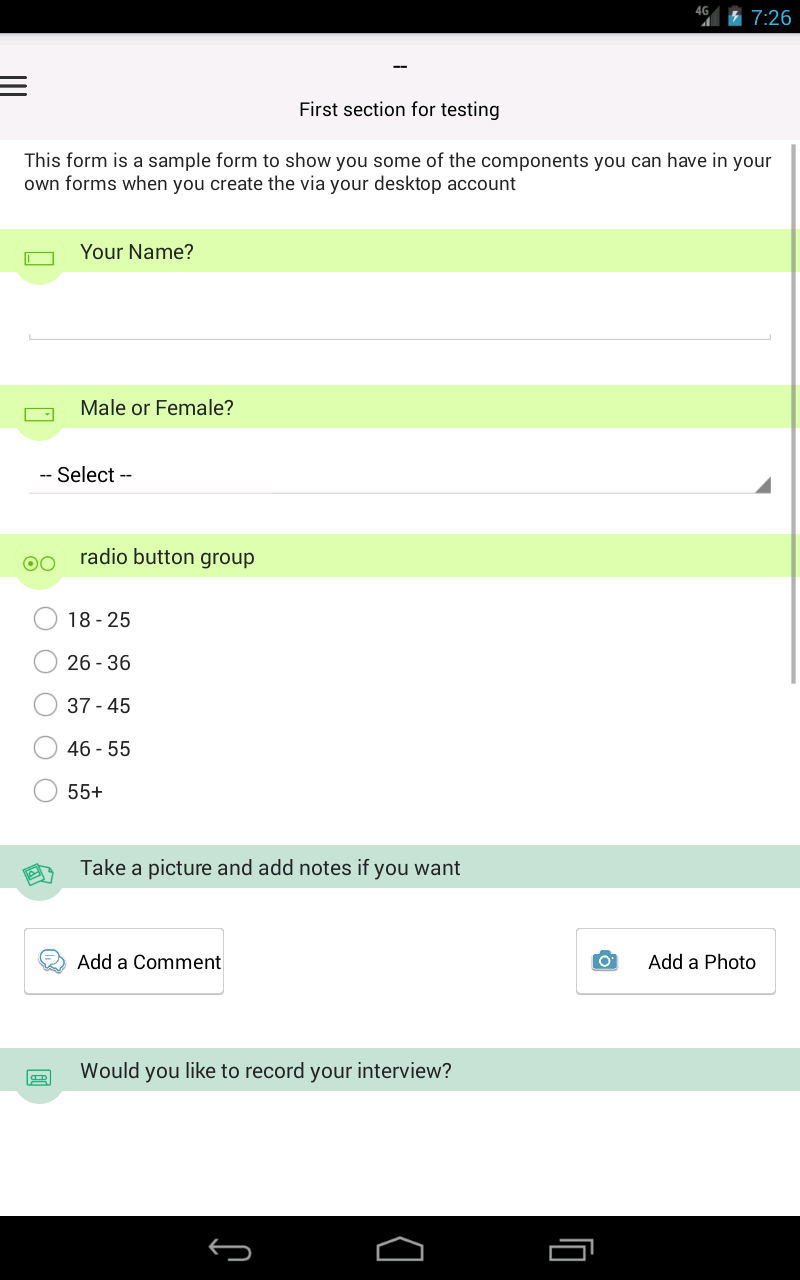 4G 7:26
--
First section for testing
This form is a sample form to show you some of the components you can have in your
own forms when you create the via your desktop account
Your Name?
Male or Female?
-- Select --
radio button group
18 - 25
26 - 36
37 - 45
46 - 55
55+
Take a picture and add notes if you want
Add a Comment
Add a Photo
Would you like to record your interview?